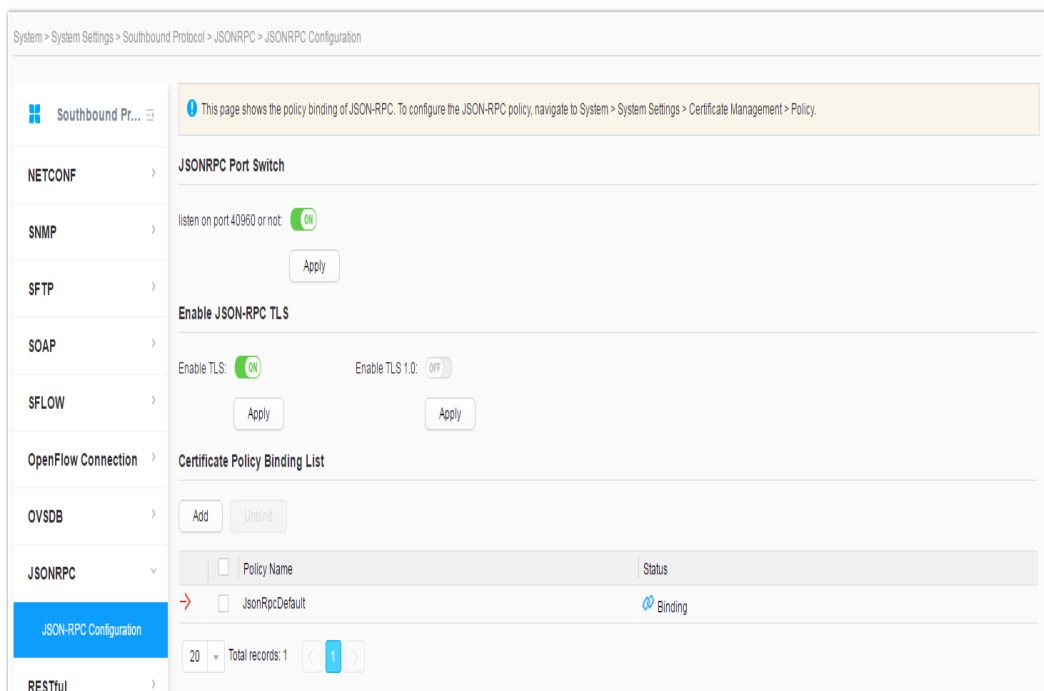 System > System Settings > Southbound Protocol > JSONRPC > JSONRPC Configuration
Southbound Pr...
This page shows the policy binding of JSON-RPC. To configure the JSON-RPC policy, navigate to System > System Settings > Certificate Management > Policy.
NETCONF
SNMP
SFTP
SOAP
SFLOW
OpenFlow Connection
OVSDB
JSONRPC
JSON-RPC Configuration
RESTful
JSONRPC Port Switch
listen on port 40960 or not: ON
Apply
Enable JSON-RPC TLS
Enable TLS: ON Enable TLS 1.0: OFF
Apply Apply
Certificate Policy Binding List
Add Unbind
Policy Name Status
JsonRpcDefault Binding
20 Total records: 1 < 1 >